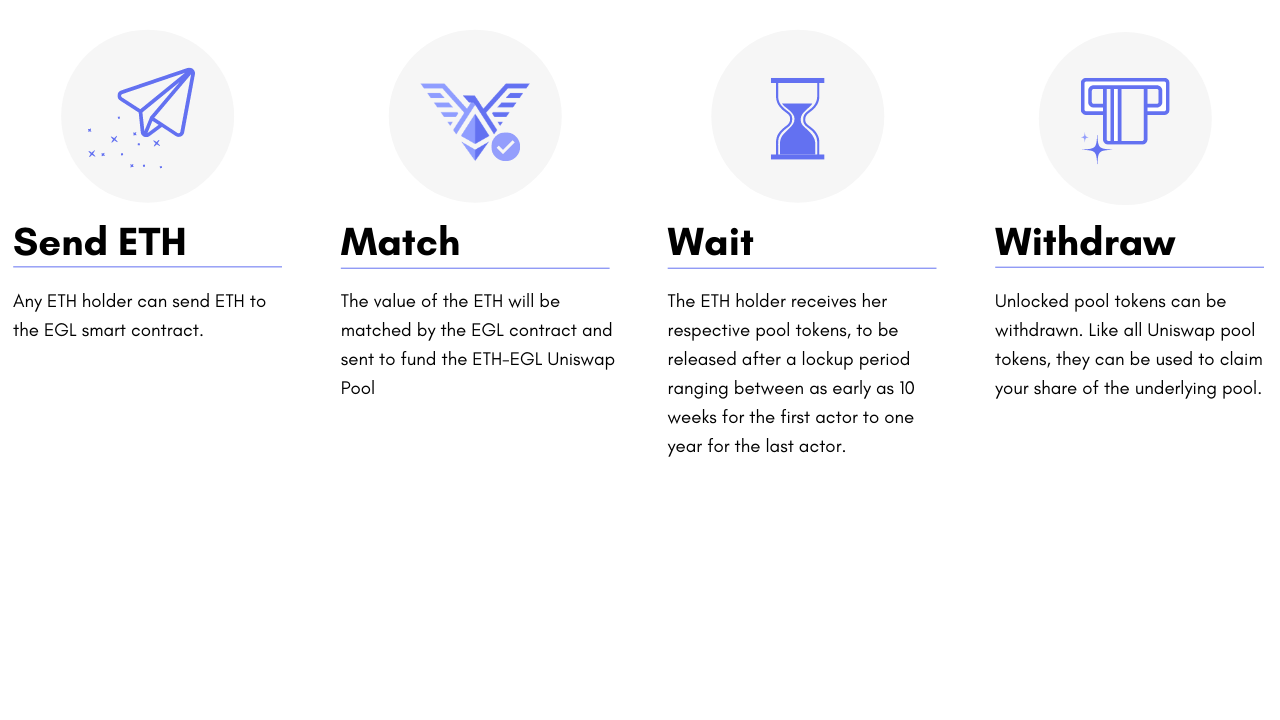 Send ETH
Any ETH holder can send ETH to
the EGL smart contract.
Match
The value of the ETH will be
matched by the EGL contract and
sent to fund the ETH-EGL Uniswap
Pool
Wait
The ETH holder receives her
respective pool tokens, to be
released after a lockup period
ranging between as early as 10
weeks for the first actor to one
year for the last actor.
Withdraw
Unlocked pool tokens can be
withdrawn. Like all Uniswap pool
tokens, they can be used to claim
your share of the underlying pool.